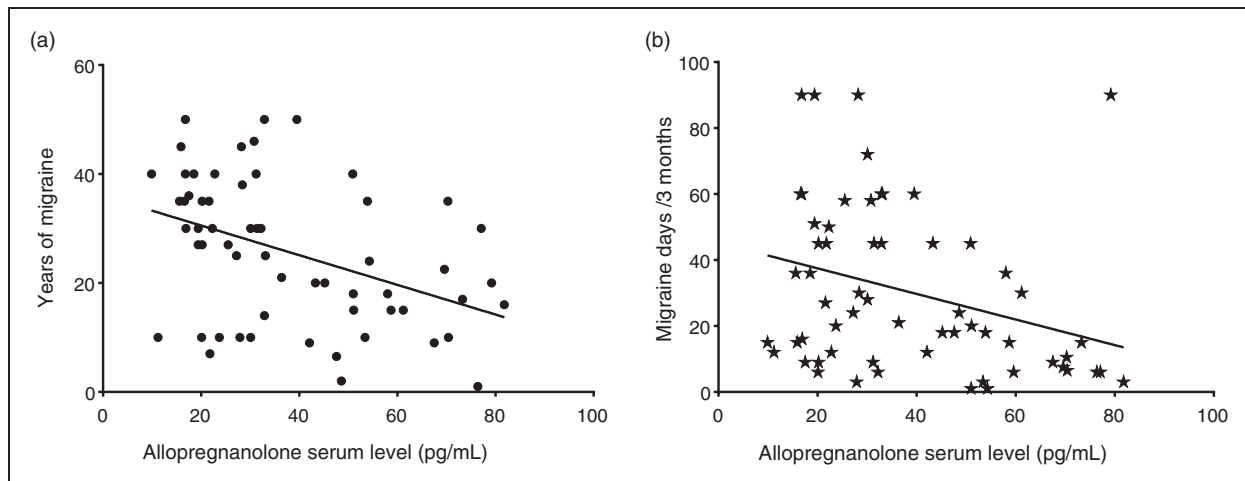 (a)
60
40
20
0
0 20 40 60 80 100
Years of migraine
Allopregnanolone serum level (pg/mL)
(b)
100
80
60
40
20
0
0 20 40 60 80 100
Migraine days /3 months
Allopregnanolone serum level (pg/mL)